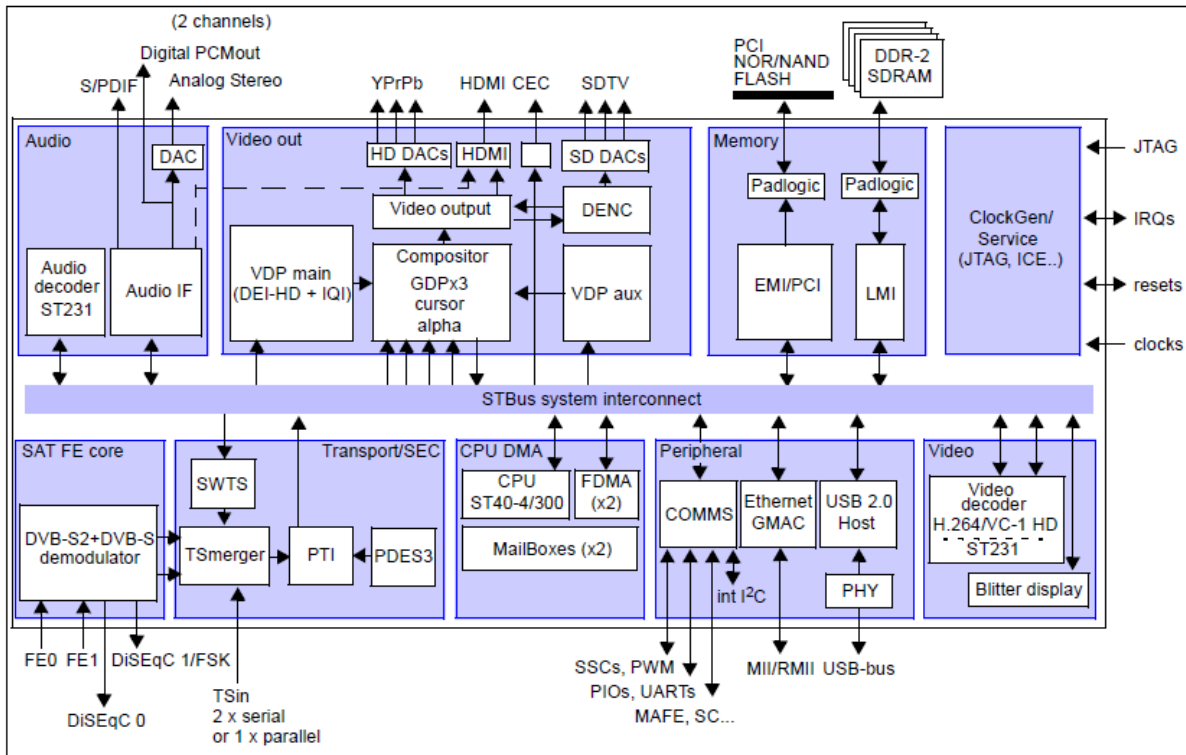 (2 channels)
Digital PCMout
S/PDIF
Analog Stereo
YPrPb
HDMI
CEC
SDTV
PCI
NOR/NAND
FLASH
DDR-2
SDRAM
Audio
DAC
Audio
decoder
ST231
Audio IF
Video out
HD DACs
HDMI
SD DACs
Video output
DENC
VDP main
(DEI-HD + IQI)
Compositor
GDPx3
cursor
alpha
VDP aux
Memory
Padlogic
Padlogic
EMI/PCI
LMI
ClockGen/
Service
(JTAG, ICE..)
JTAG
IRQs
resets
clocks
STBus system interconnect
SAT FE core
DVB-S2+DVB-S
demodulator
Transport/SEC
SWTS
TSmerger
PTI
PDES3
CPU DMA
CPU
ST40-4/300
FDMA
(x2)
MailBoxes (x2)
Peripheral
COMMS
Ethernet
GMAC
USB 2.0
Host
int I²C
PHY
Video
Video
decoder
H.264/VC-1 HD
ST231
Blitter display
FE0
FE1
DiSEqC 1/FSK
DiSEqC 0
TSin
2 x serial
or 1 x parallel
SSCs, PWM
PIOs, UARTs
MAFE, SC...
MII/RMII
USB-bus